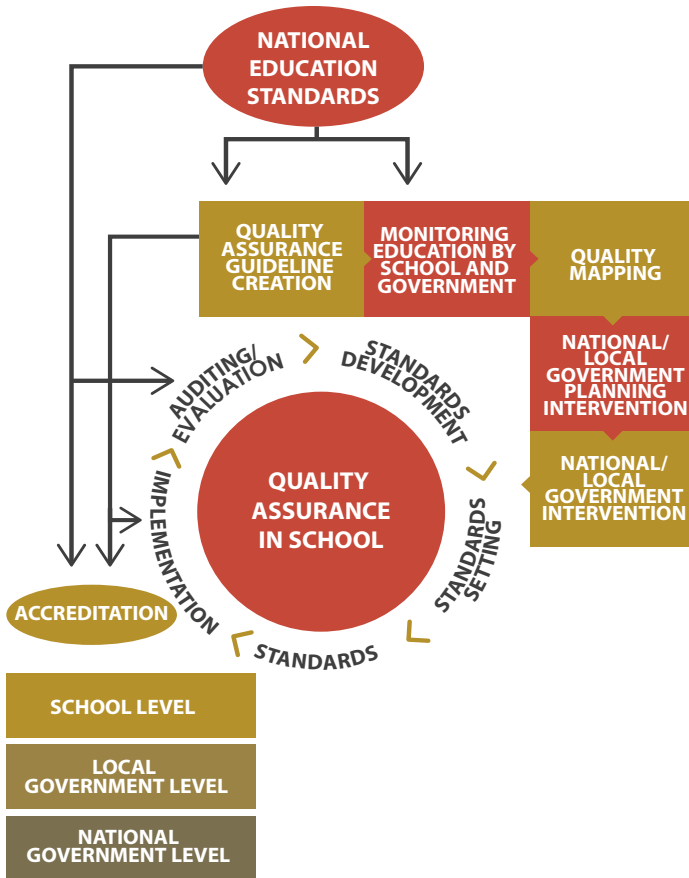 NATIONAL
EDUCATION
STANDARDS
QUALITY
ASSURANCE
GUIDELINE
CREATION
MONITORING
EDUCATION BY
SCHOOL AND
GOVERNMENT
QUALITY
MAPPING
NATIONAL/
LOCAL
GOVERNMENT
PLANNING
INTERVENTION
NATIONAL/
LOCAL
GOVERNMENT
INTERVENTION
AUDITING/
EVALUATION
STANDARDS
DEVELOPMENT
STANDARDS
SETTING
STANDARDS
IMPLEMENTATION
QUALITY
ASSURANCE
IN SCHOOL
ACCREDITATION
SCHOOL LEVEL
LOCAL
GOVERNMENT LEVEL
NATIONAL
GOVERNMENT LEVEL